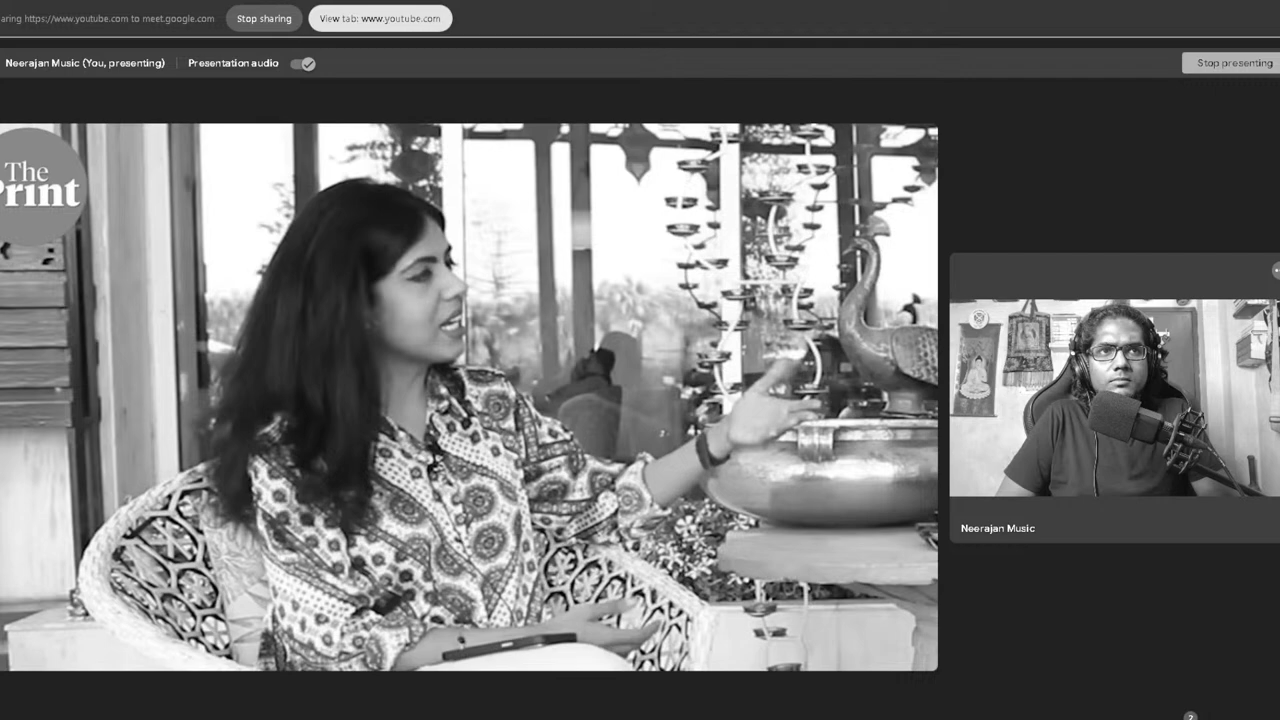 aring https://www.youtube.com to meet.google.com
Stop sharing
View tab: www.youtube.com
Neerajan Music (You, presenting)
Presentation audio
Stop presenting
The
Print
Neerajan Music
2